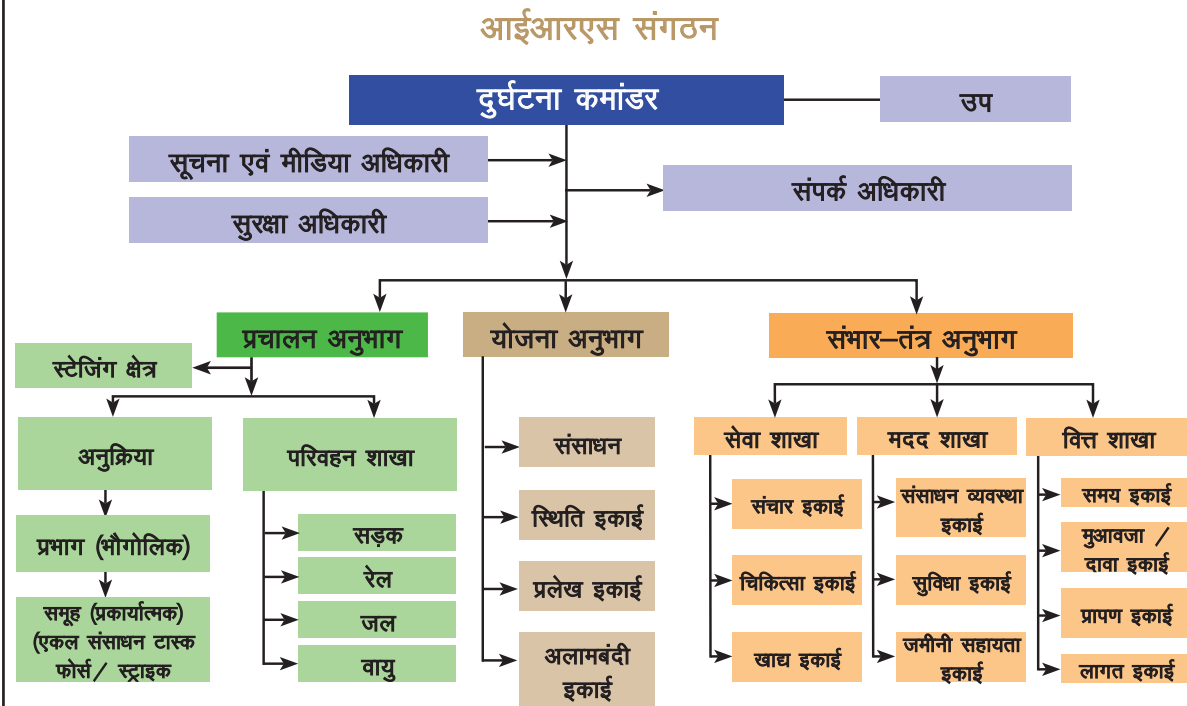 आईआरएस संगठन
दुर्घटना कमांडर
उप
सूचना एवं मीडिया अधिकारी
संपर्क अधिकारी
सुरक्षा अधिकारी
प्रचालन अनुभाग
योजना अनुभाग
संभार–तंत्र अनुभाग
स्टेजिंग क्षेत्र
अनुक्रिया
प्रभाग (भौगोलिक)
समूह (प्रकार्यात्मक)
(एकल संसाधन टास्क
फोर्स/ स्ट्राइक
परिवहन शाखा
सड़क
रेल
जल
वायु
संसाधन
स्थिति इकाई
प्रलेख इकाई
अलामबंदी
इकाई
सेवा शाखा
संचार इकाई
चिकित्सा इकाई
खाद्य इकाई
मदद शाखा
संसाधन व्यवस्था
इकाई
सुविधा इकाई
जमीनी सहायता
इकाई
वित्त शाखा
समय इकाई
मुआवजा /
दावा इकाई
प्रापण इकाई
लागत इकाई